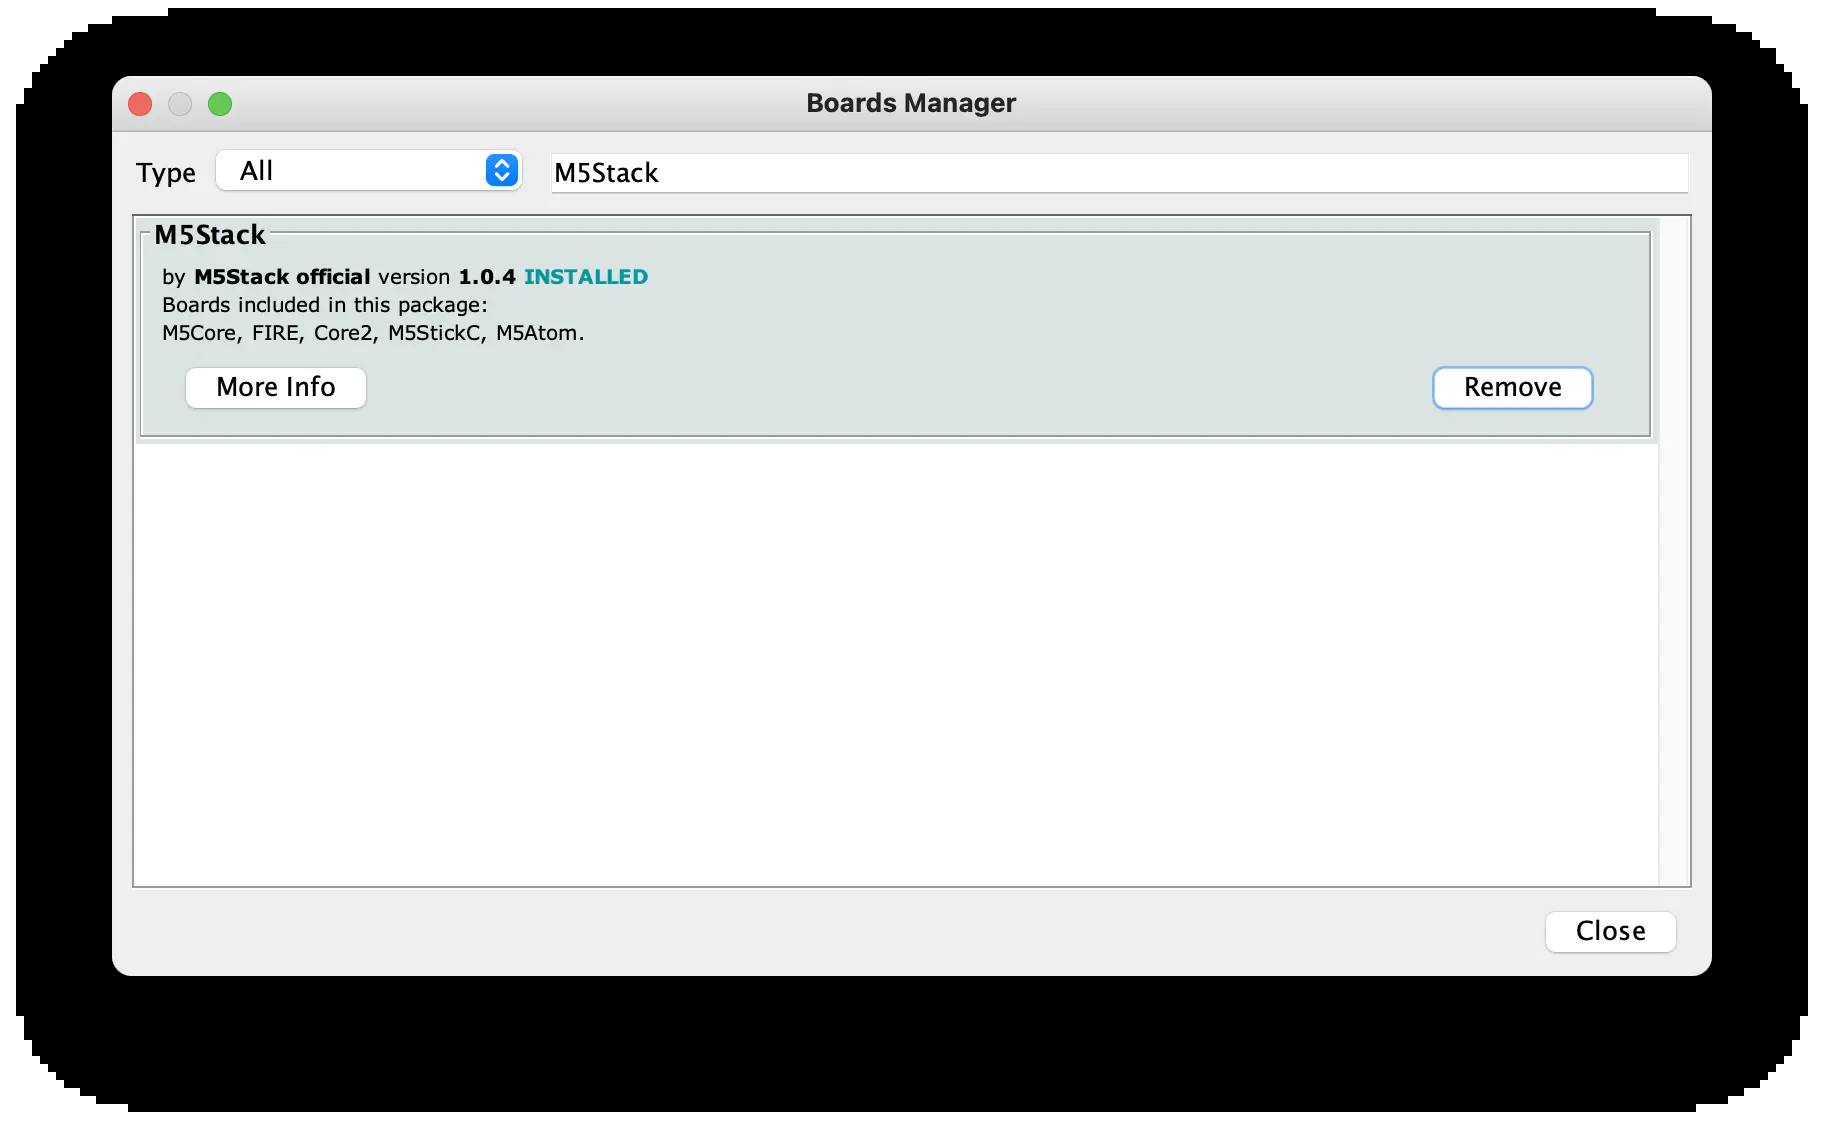 Boards Manager
Type All M5Stack
M5Stack
by M5Stack official version 1.0.4 INSTALLED
Boards included in this package:
M5Core, FIRE, Core2, M5StickC, M5Atom.
More Info Remove
Close